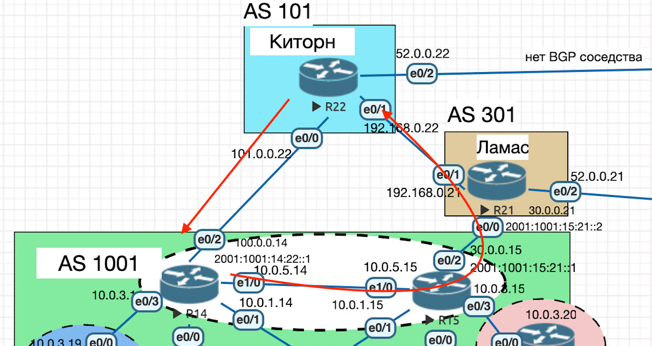 AS 101
Киторн
52.0.0.22
e0/2
нет BGP соседства
R22
e0/1
AS 301
192.168.0.22
e0/0
Ламас
101.0.0.22
e0/1
52.0.0.21
192.168.0.21
e0/2
R21
30.0.0.21
e0/0
2001:1001:15:21::2
e0/2
100.0.0.14
30.0.0.15
AS 1001
2001:1001:14:22::1
e0/2
2001:1001:15:21::1
10.0.5.14
10.0.5.15
e1/0
e1/0
10.0.3.1
10.0.1.14
10.0.1.15
e0/3
e0/3
R14
e0/1
R15
10.0.3.20
e0/1
10.0.3.19
e0/0
e0/0
e0/0
e0/0